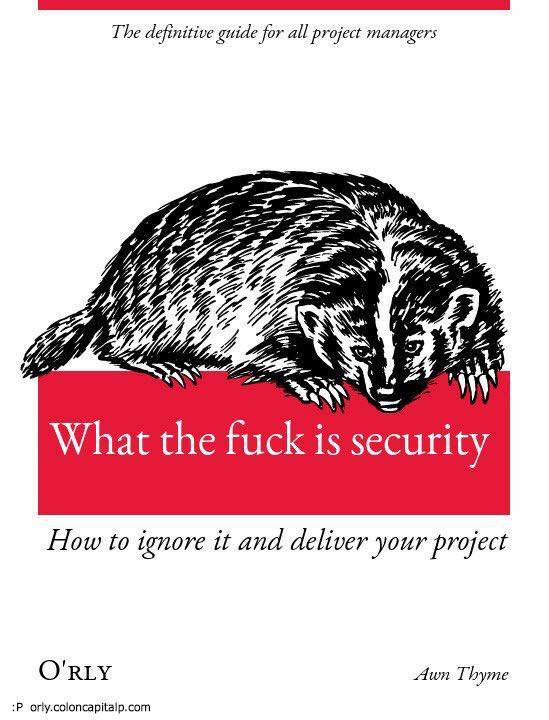 The definitive guide for all project managers
What the fuck is security
How to ignore it and deliver your project
O'RLY
Awn Thyme
:P orly.coloncapitalp.com